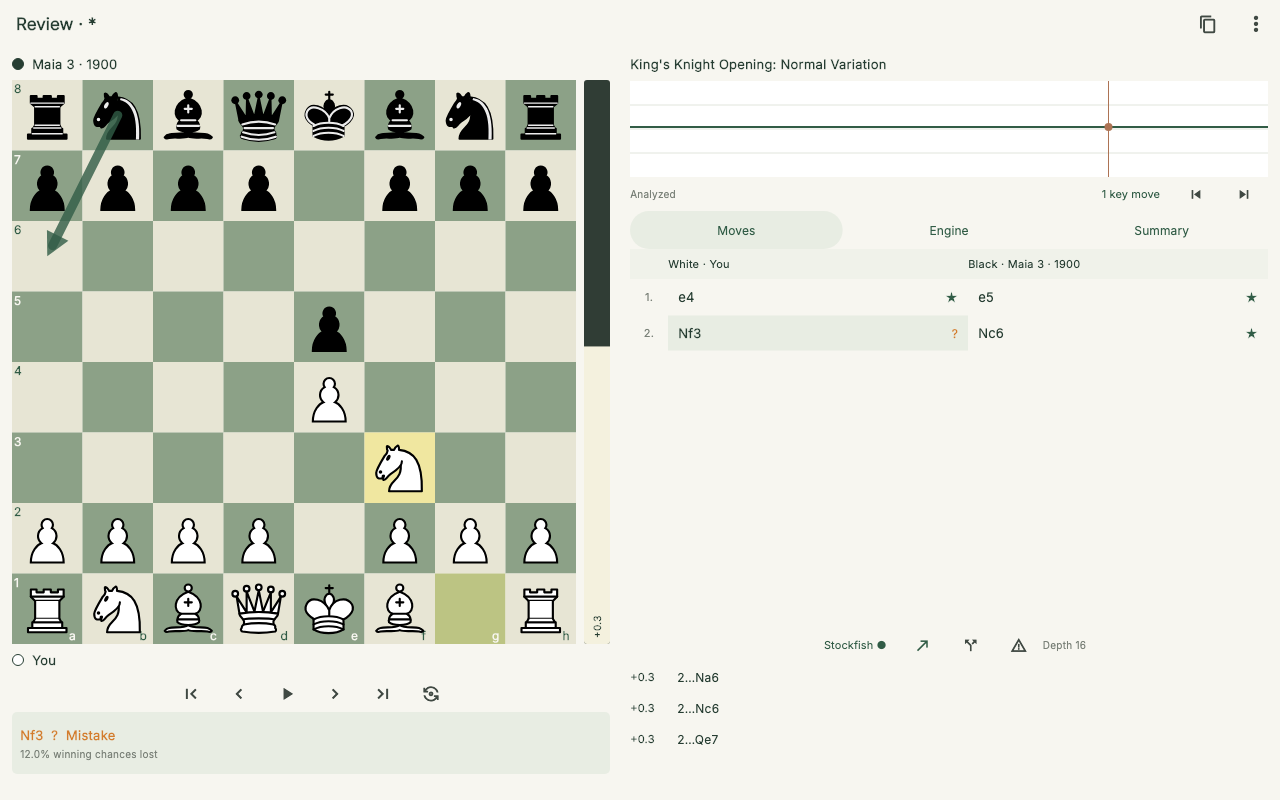 Review · *
Maia 3 · 1900
8
7
6
5
4
3
2
1
a b c d e f g h
+0.3
You
Nf3 ? Mistake
12.0% winning chances lost
King's Knight Opening: Normal Variation
Analyzed
1 key move
Moves Engine Summary
White · You Black · Maia 3 · 1900
1. e4 ★ e5 ★
2. Nf3 ? Nc6 ★
Stockfish Depth 16
+0.3 2...Na6
+0.3 2...Nc6
+0.3 2...Qe7